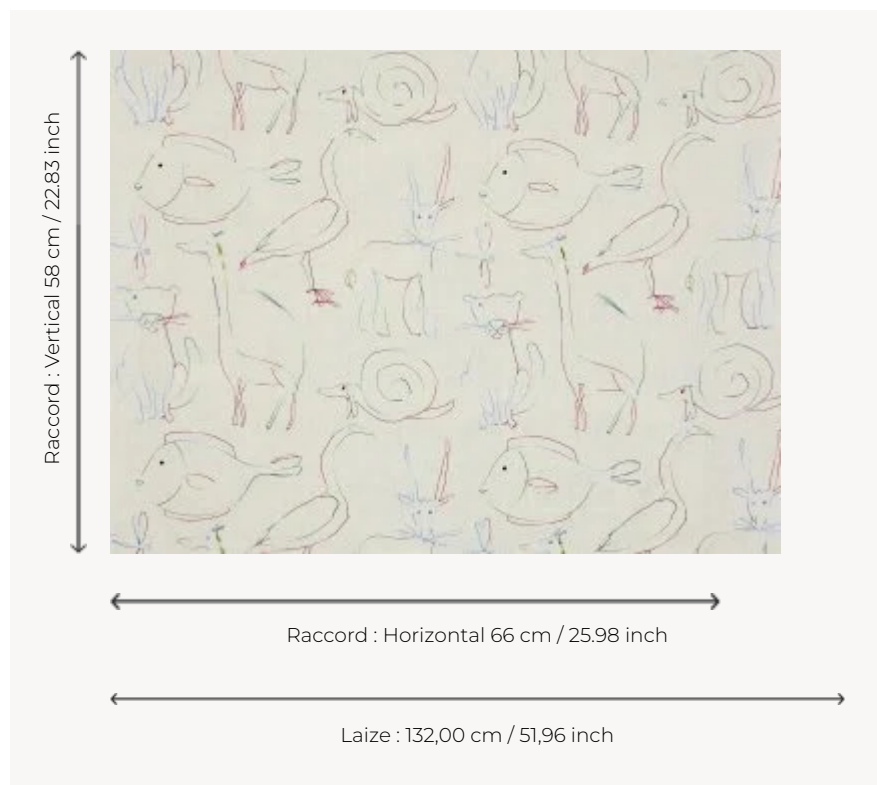 Raccord : Vertical 58 cm / 22.83 inch
Raccord : Horizontal 66 cm / 25.98 inch
Laize : 132,00 cm / 51,96 inch